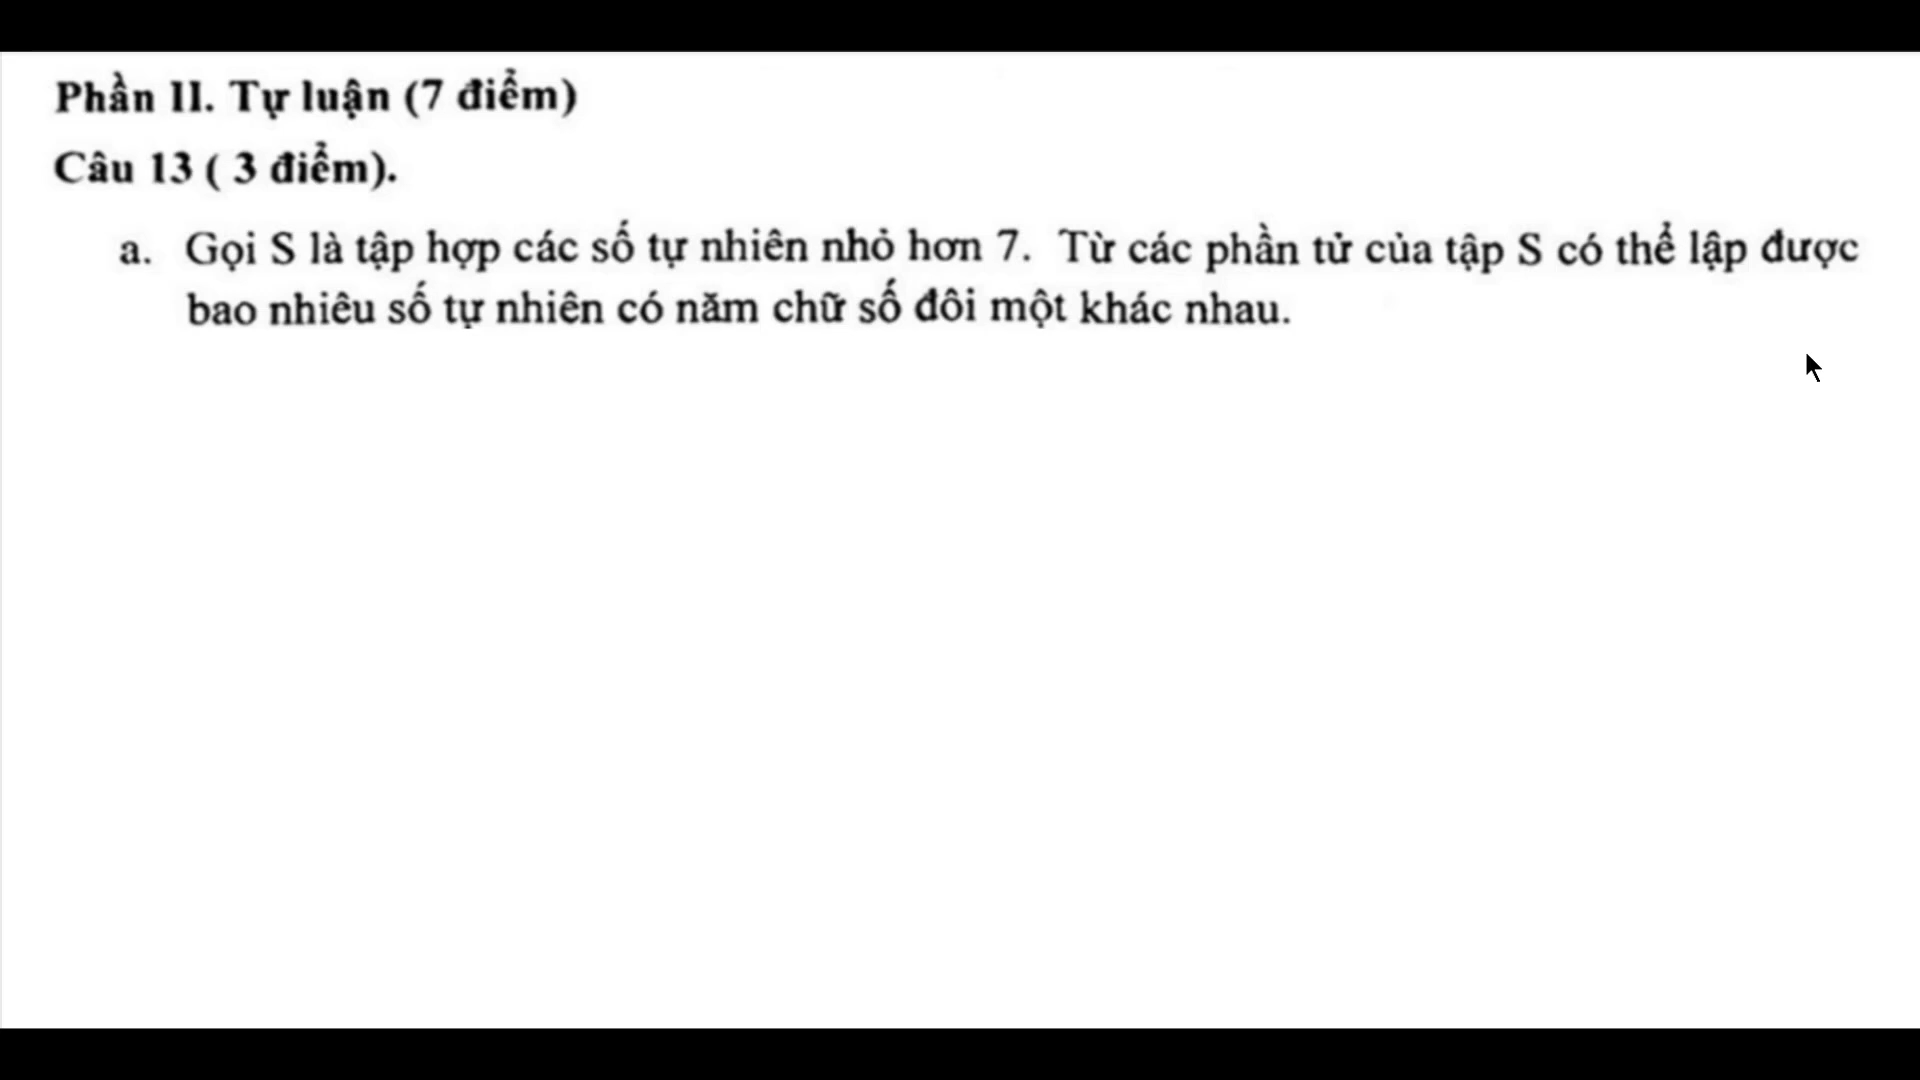 Phần II. Tự luận (7 điểm)
Câu 13 ( 3 điểm).
a. Gọi S là tập hợp các số tự nhiên nhỏ hơn 7. Từ các phần tử của tập S có thể lập được
bao nhiêu số tự nhiên có năm chữ số đôi một khác nhau.